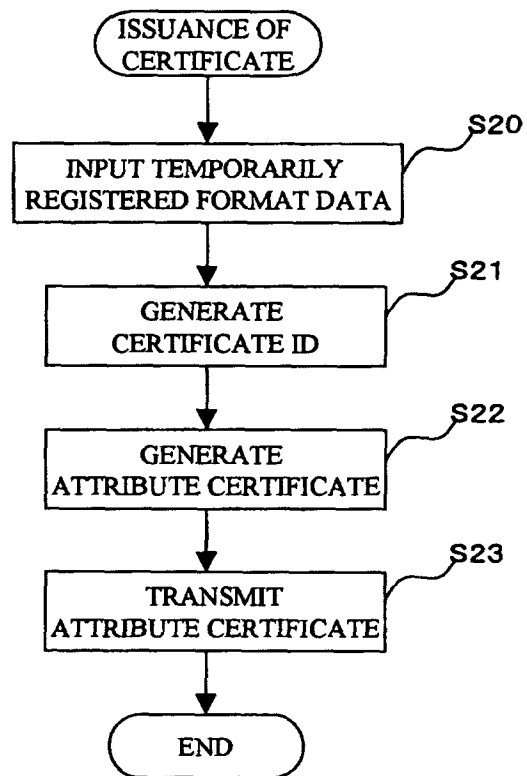 ISSUANCE OF
CERTIFICATE
S20
INPUT TEMPORARILY
REGISTERED FORMAT DATA
S21
GENERATE
CERTIFICATE ID
S22
GENERATE
ATTRIBUTE CERTIFICATE
S23
TRANSMIT
ATTRIBUTE CERTIFICATE
END